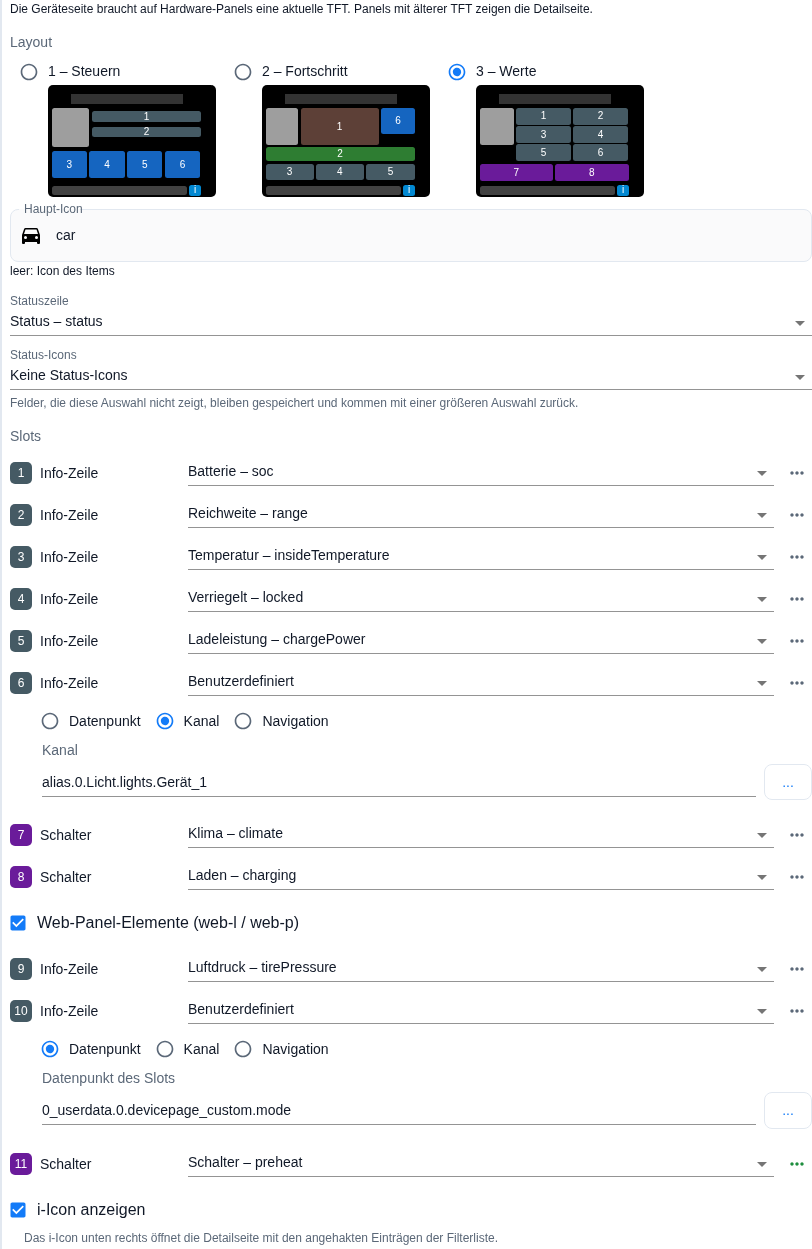 Die Geräteseite braucht auf Hardware-Panels eine aktuelle TFT. Panels mit älterer TFT zeigen die Detailseite.
Layout
1 – Steuern 2 – Fortschritt 3 – Werte
1
2
3 4 5 6
i
1 6
2
3 4 5
i
1 2
3 4
5 6
7 8
i
Haupt-Icon
car
leer: Icon des Items
Statuszeile
Status – status
Status-Icons
Keine Status-Icons
Felder, die diese Auswahl nicht zeigt, bleiben gespeichert und kommen mit einer größeren Auswahl zurück.
Slots
1 Info-Zeile Batterie – soc •••
2 Info-Zeile Reichweite – range •••
3 Info-Zeile Temperatur – insideTemperature •••
4 Info-Zeile Verriegelt – locked •••
5 Info-Zeile Ladeleistung – chargePower •••
6 Info-Zeile Benutzerdefiniert •••
Datenpunkt Kanal Navigation
Kanal
alias.0.Licht.lights.Gerät_1 ...
7 Schalter Klima – climate •••
8 Schalter Laden – charging •••
Web-Panel-Elemente (web-l / web-p)
9 Info-Zeile Luftdruck – tirePressure •••
10 Info-Zeile Benutzerdefiniert •••
Datenpunkt Kanal Navigation
Datenpunkt des Slots
0_userdata.0.devicepage_custom.mode ...
11 Schalter Schalter – preheat •••
i-Icon anzeigen
Das i-Icon unten rechts öffnet die Detailseite mit den angehakten Einträgen der Filterliste.